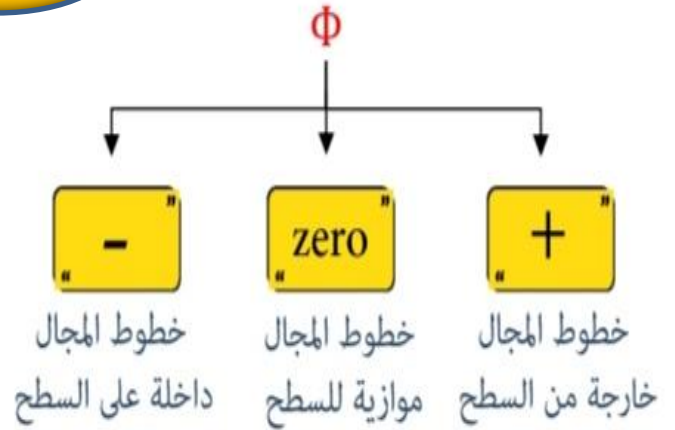 Φ
+
zero
-
خطوط المجال
خارجة من السطح
خطوط المجال
موازية للسطح
خطوط المجال
داخلة على السطح